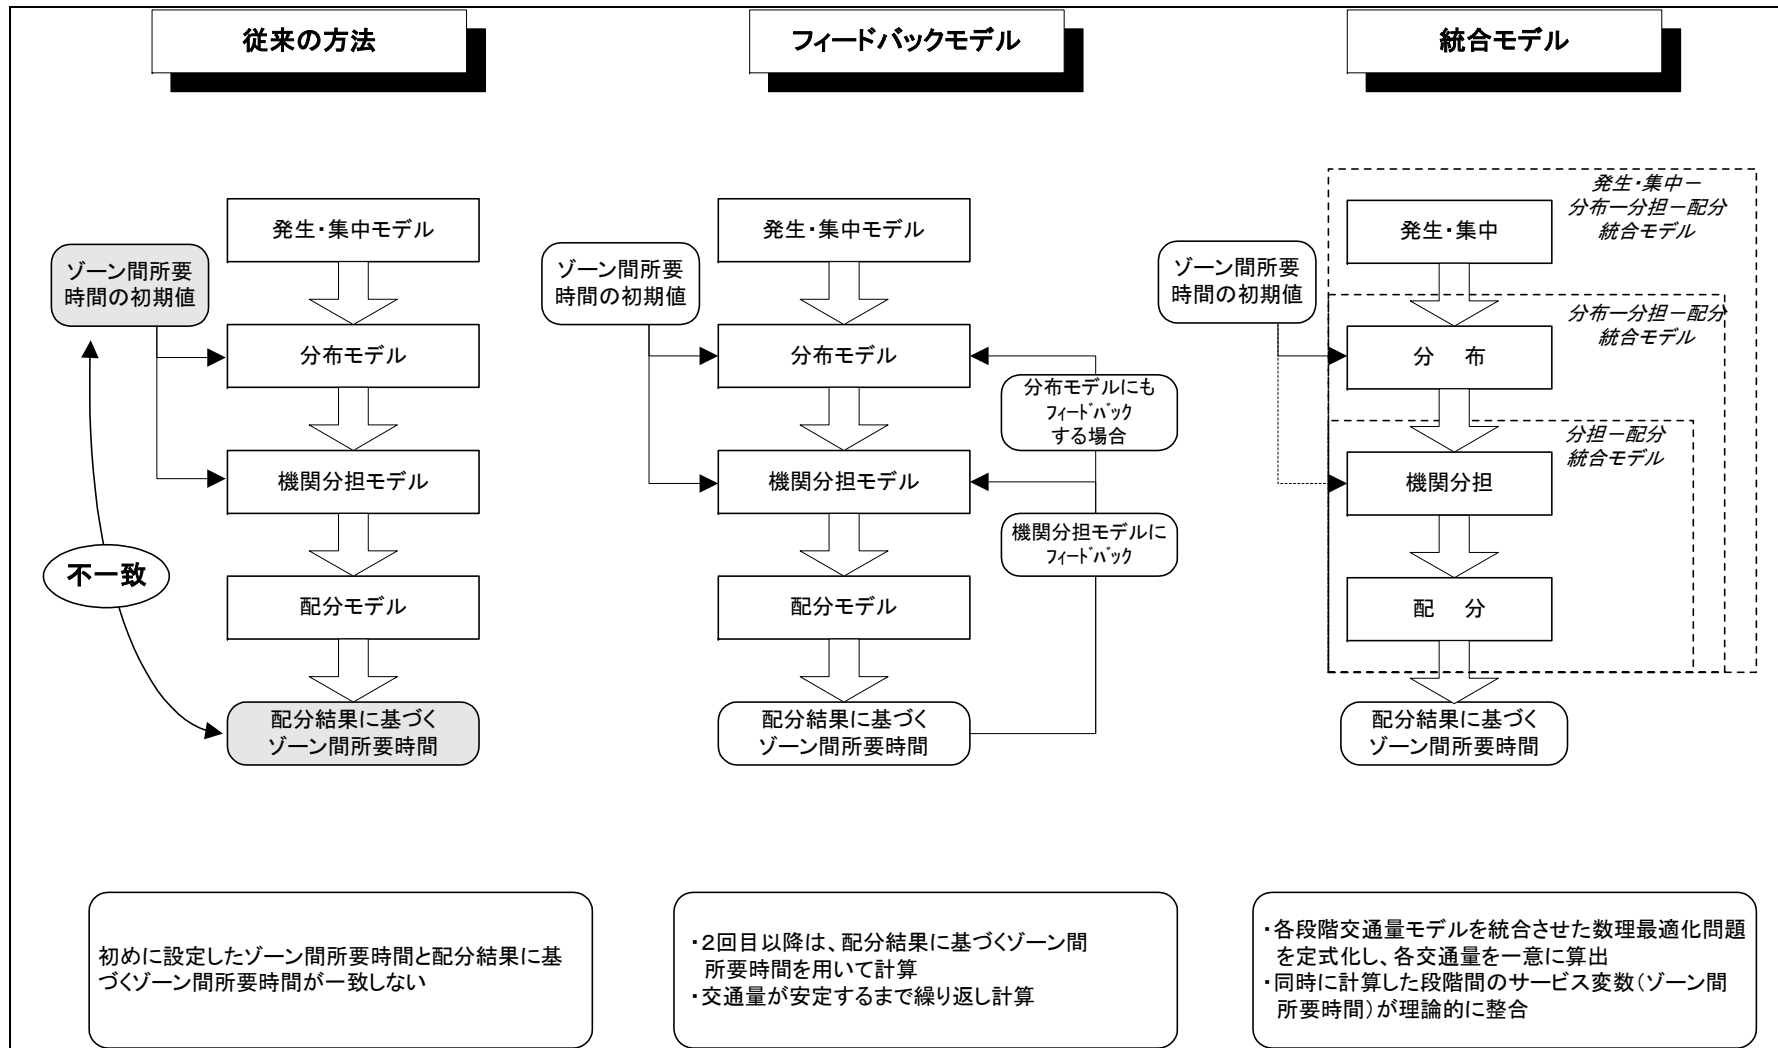 従来の方法
発生・集中モデル
ゾーン間所要
時間の初期値
分布モデル
機関分担モデル
不一致
配分モデル
配分結果に基づく
ゾーン間所要時間
初めに設定したゾーン間所要時間と配分結果に基
づくゾーン間所要時間が一致しない
フィードバックモデル
発生・集中モデル
ゾーン間所要
時間の初期値
分布モデル
分布モデルにも
ﾌｨｰﾄﾞﾊﾞｯｸ
する場合
機関分担モデル
機関分担モデルに
ﾌｨｰﾄﾞﾊﾞｯｸ
配分モデル
配分結果に基づく
ゾーン間所要時間
・２回目以降は、配分結果に基づくゾーン間
所要時間を用いて計算
・交通量が安定するまで繰り返し計算
統合モデル
発生・集中－
分布－分担－配分
統合モデル
発生・集中
ゾーン間所要
時間の初期値
分布－分担－配分
統合モデル
分　布
分担－配分
統合モデル
機関分担
配　分
配分結果に基づく
ゾーン間所要時間
・各段階交通量モデルを統合させた数理最適化問題
を定式化し、各交通量を一意に算出
・同時に計算した段階間のサービス変数（ゾーン間
所要時間）が理論的に整合